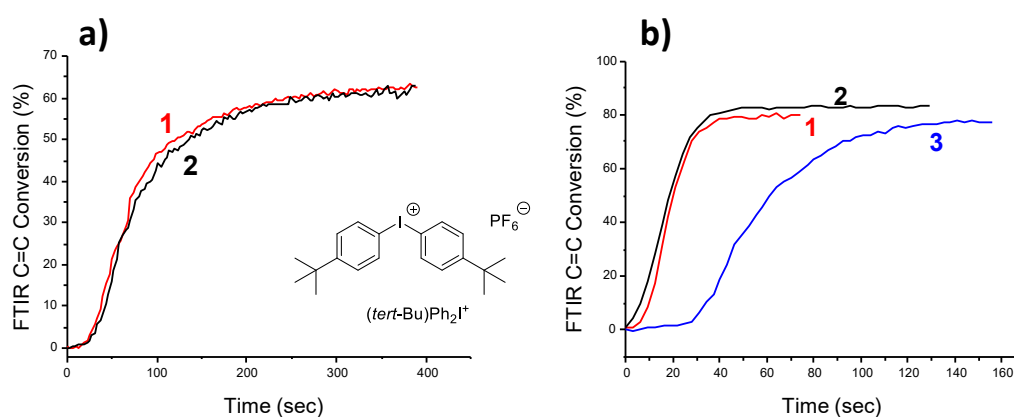 a)
FTIR C=C Conversion (%)
70
60
50
40
30
20
10
0
1
2
I⊕
PF₆⊖
(tert-Bu)Ph₂I⁺
0 100 200 300 400
Time (sec)
b)
FTIR C=C Conversion (%)
100
80
60
40
20
0
2
1
3
0 20 40 60 80 100 120 140 160
Time (sec)